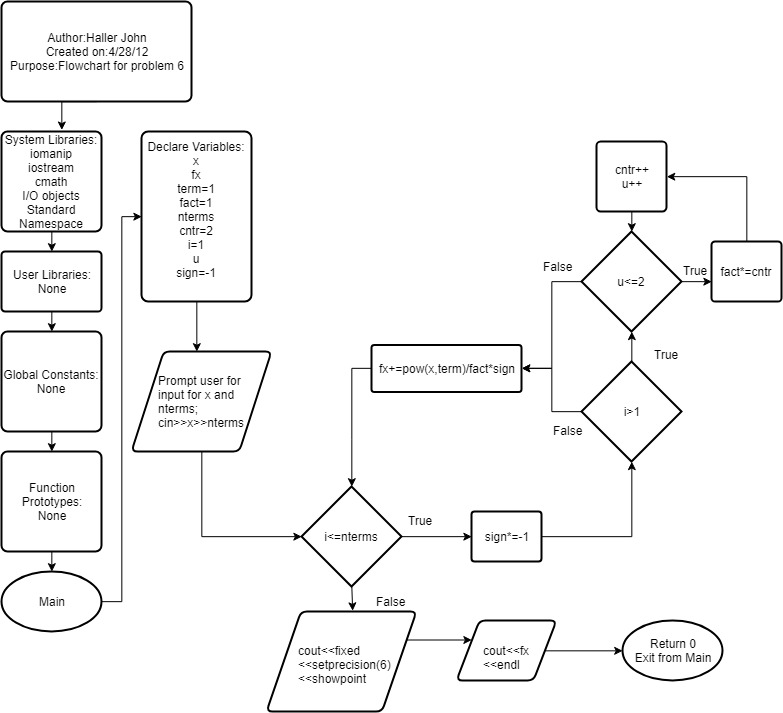 Author:Haller John
Created on:4/28/12
Purpose:Flowchart for problem 6
System Libraries:
iomanip
iostream
cmath
I/O objects
Standard
Namespace
User Libraries:
None
Global Constants:
None
Function
Prototypes:
None
Main
Declare Variables:
x
fx
term=1
fact=1
nterms
cntr=2
i=1
u
sign=-1
Prompt user for
input for x and
nterms;
cin>>x>>nterms
i<=nterms
True
False
sign*=-1
i>1
True
False
u<=2
True
False
fact*=cntr
cntr++
u++
fx+=pow(x,term)/fact*sign
cout<<fixed
<<setprecision(6)
<<showpoint
cout<<fx
<<endl
Return 0
Exit from Main